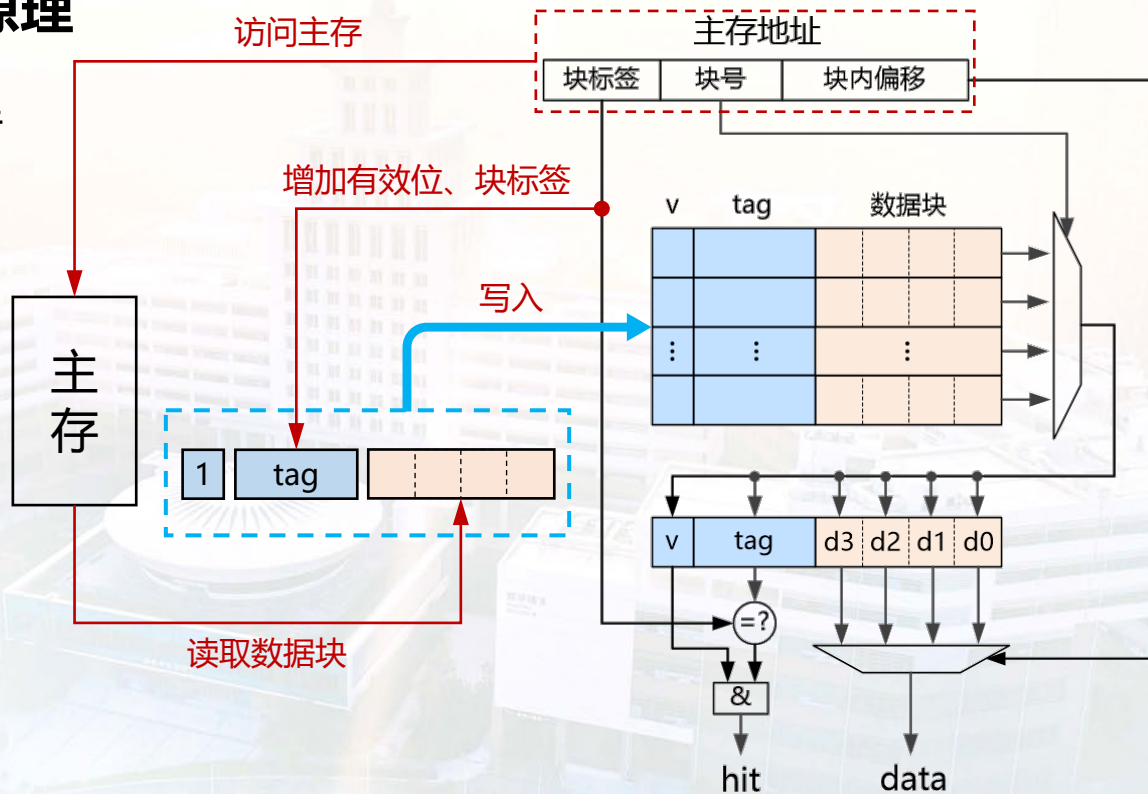 原理
访问主存
主存地址
块标签 块号 块内偏移
增加有效位、块标签
v tag 数据块
写入
主存
⋮ ⋮ ⋮
1 tag
v tag d3 d2 d1 d0
=?
读取数据块
&
hit data